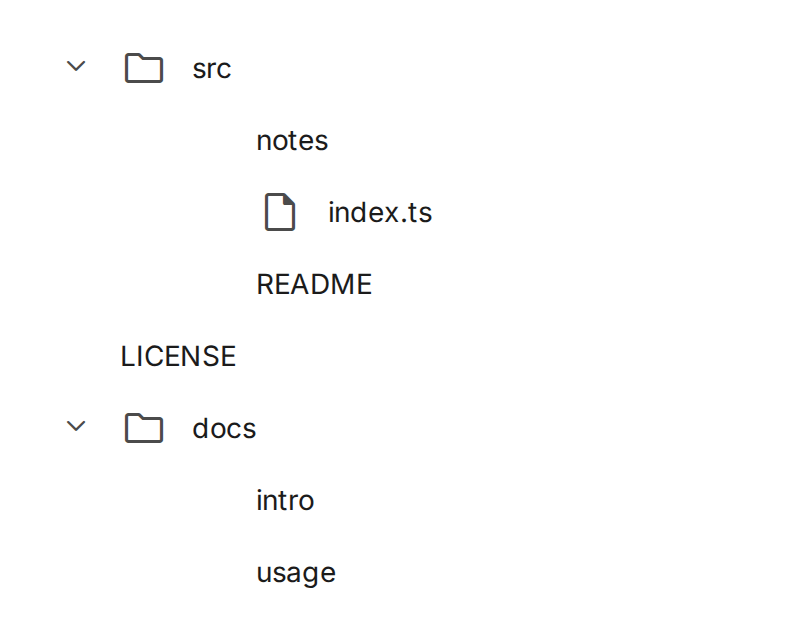 src
notes
index.ts
README
LICENSE
docs
intro
usage